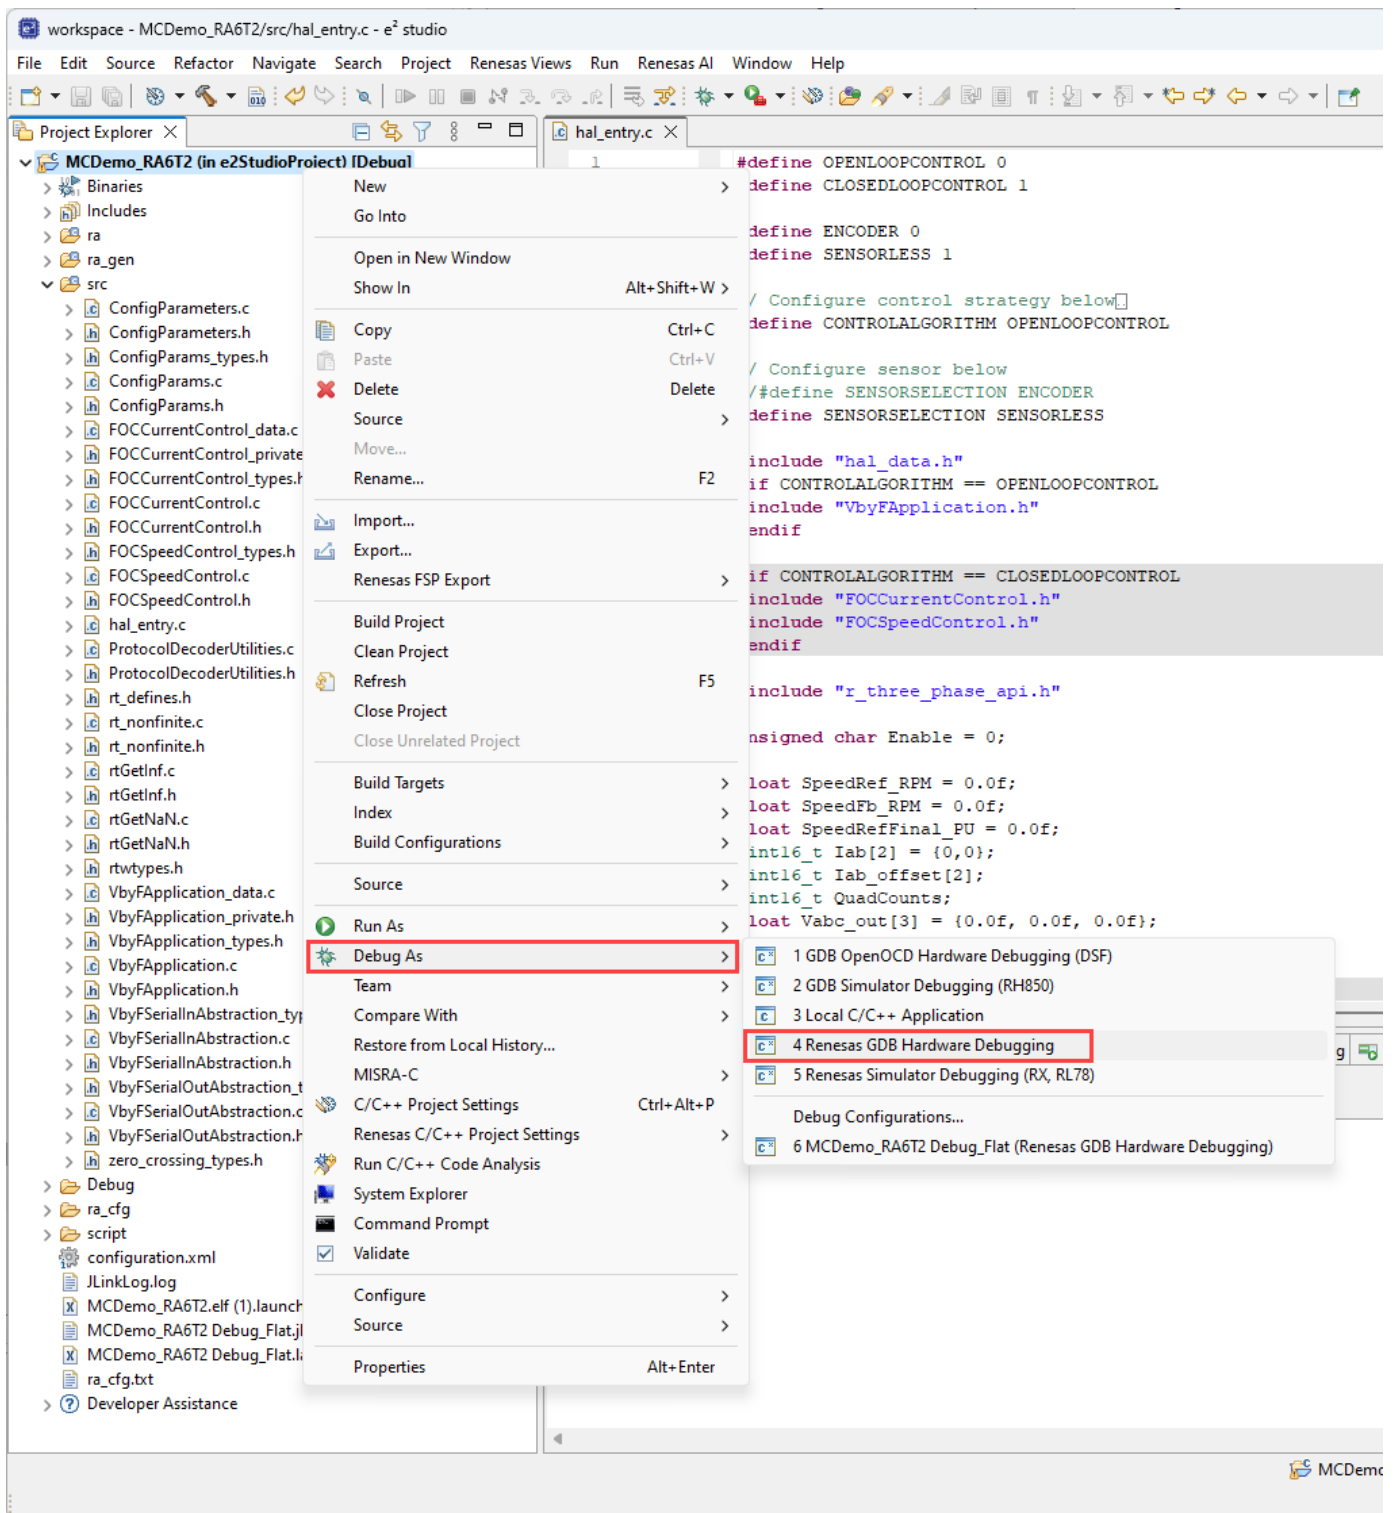 workspace - MCDemo_RA6T2/src/hal_entry.c - e² studio
File Edit Source Refactor Navigate Search Project Renesas Views Run Renesas AI Window Help
Project Explorer
MCDemo_RA6T2 (in e2StudioProject) [Debug]
Binaries
Includes
ra
ra_gen
src
ConfigParameters.c
ConfigParameters.h
ConfigParams_types.h
ConfigParams.c
ConfigParams.h
FOCCurrentControl_data.c
FOCCurrentControl_private
FOCCurrentControl_types.h
FOCCurrentControl.c
FOCCurrentControl.h
FOCSpeedControl_types.h
FOCSpeedControl.c
FOCSpeedControl.h
hal_entry.c
ProtocolDecoderUtilities.c
ProtocolDecoderUtilities.h
rt_defines.h
rt_nonfinite.c
rt_nonfinite.h
rtGetInf.c
rtGetInf.h
rtGetNaN.c
rtGetNaN.h
rtwtypes.h
VbyFApplication_data.c
VbyFApplication_private.h
VbyFApplication_types.h
VbyFApplication.c
VbyFApplication.h
VbyFSerialInAbstraction_typ
VbyFSerialInAbstraction.c
VbyFSerialInAbstraction.h
VbyFSerialOutAbstraction_t
VbyFSerialOutAbstraction.c
VbyFSerialOutAbstraction.h
zero_crossing_types.h
Debug
ra_cfg
script
configuration.xml
JLinkLog.log
MCDemo_RA6T2.elf (1).launch
MCDemo_RA6T2 Debug_Flat.jl
MCDemo_RA6T2 Debug_Flat.la
ra_cfg.txt
Developer Assistance
New
Go Into
Open in New Window
Show In Alt+Shift+W
Copy Ctrl+C
Paste Ctrl+V
Delete Delete
Source
Move...
Rename... F2
Import...
Export...
Renesas FSP Export
Build Project
Clean Project
Refresh F5
Close Project
Close Unrelated Project
Build Targets
Index
Build Configurations
Source
Run As
Debug As
Team
Compare With
Restore from Local History...
MISRA-C
C/C++ Project Settings Ctrl+Alt+P
Renesas C/C++ Project Settings
Run C/C++ Code Analysis
System Explorer
Command Prompt
Validate
Configure
Source
Properties Alt+Enter
1 GDB OpenOCD Hardware Debugging (DSF)
2 GDB Simulator Debugging (RH850)
3 Local C/C++ Application
4 Renesas GDB Hardware Debugging
5 Renesas Simulator Debugging (RX, RL78)
Debug Configurations...
6 MCDemo_RA6T2 Debug_Flat (Renesas GDB Hardware Debugging)
hal_entry.c
1 #define OPENLOOPCONTROL 0
define CLOSEDLOOPCONTROL 1
define ENCODER 0
define SENSORLESS 1
/ Configure control strategy below.
define CONTROLALGORITHM OPENLOOPCONTROL
/ Configure sensor below
/#define SENSORSELECTION ENCODER
define SENSORSELECTION SENSORLESS
include "hal_data.h"
if CONTROLALGORITHM == OPENLOOPCONTROL
include "VbyFApplication.h"
endif
if CONTROLALGORITHM == CLOSEDLOOPCONTROL
include "FOCCurrentControl.h"
include "FOCSpeedControl.h"
endif
include "r_three_phase_api.h"
nsigned char Enable = 0;
loat SpeedRef_RPM = 0.0f;
loat SpeedFb_RPM = 0.0f;
loat SpeedRefFinal_PU = 0.0f;
int16_t Iab[2] = {0,0};
int16_t Iab_offset[2];
int16_t QuadCounts;
loat Vabc_out[3] = {0.0f, 0.0f, 0.0f};
g
MCDemo